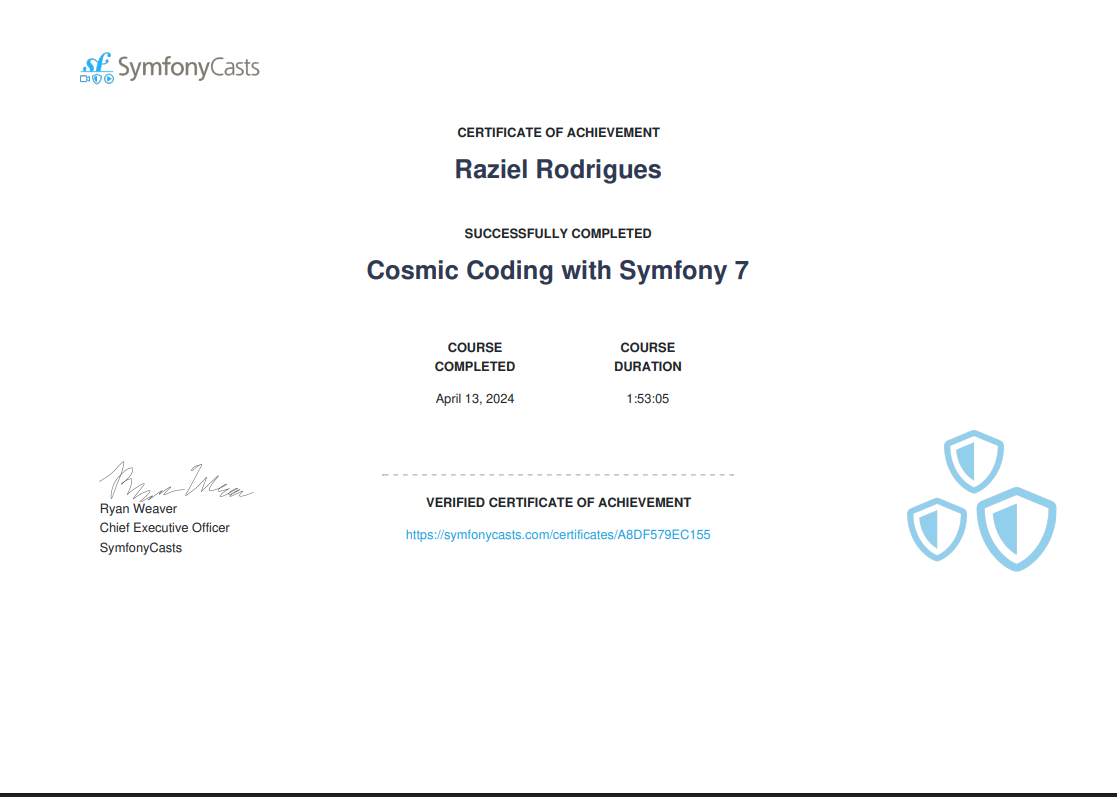 SymfonyCasts
CERTIFICATE OF ACHIEVEMENT
Raziel Rodrigues
SUCCESSFULLY COMPLETED
Cosmic Coding with Symfony 7
COURSE
COMPLETED
April 13, 2024
COURSE
DURATION
1:53:05
Ryan Weaver
Ryan Weaver
Chief Executive Officer
SymfonyCasts
VERIFIED CERTIFICATE OF ACHIEVEMENT
https://symfonycasts.com/certificates/A8DF579EC155